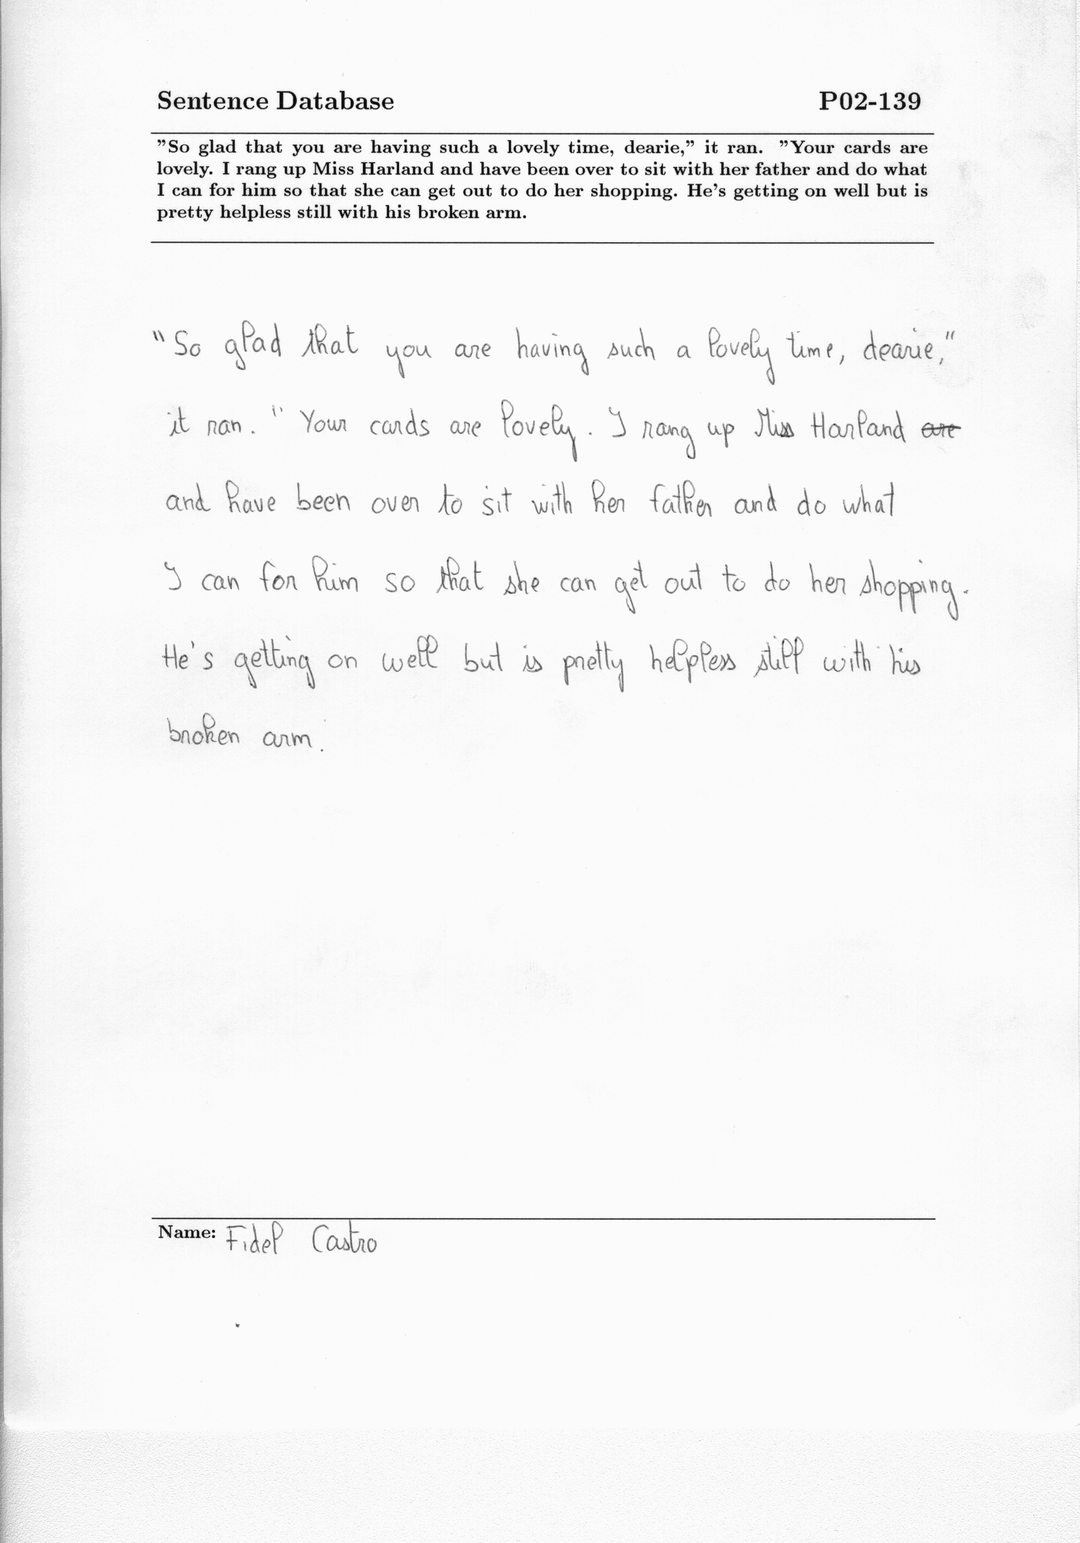 Sentence Database P02-139
"So glad that you are having such a lovely time, dearie," it ran. "Your cards are
lovely. I rang up Miss Harland and have been over to sit with her father and do what
I can for him so that she can get out to do her shopping. He's getting on well but is
pretty helpless still with his broken arm.
"So glad that you are having such a lovely time, dearie,"
it ran. "Your cards are lovely. I rang up Miss Harland are
and have been over to sit with her father and do what
I can for him so that she can get out to do her shopping.
He's getting on well but is pretty helpless still with his
broken arm.
Name: Fidel Castro